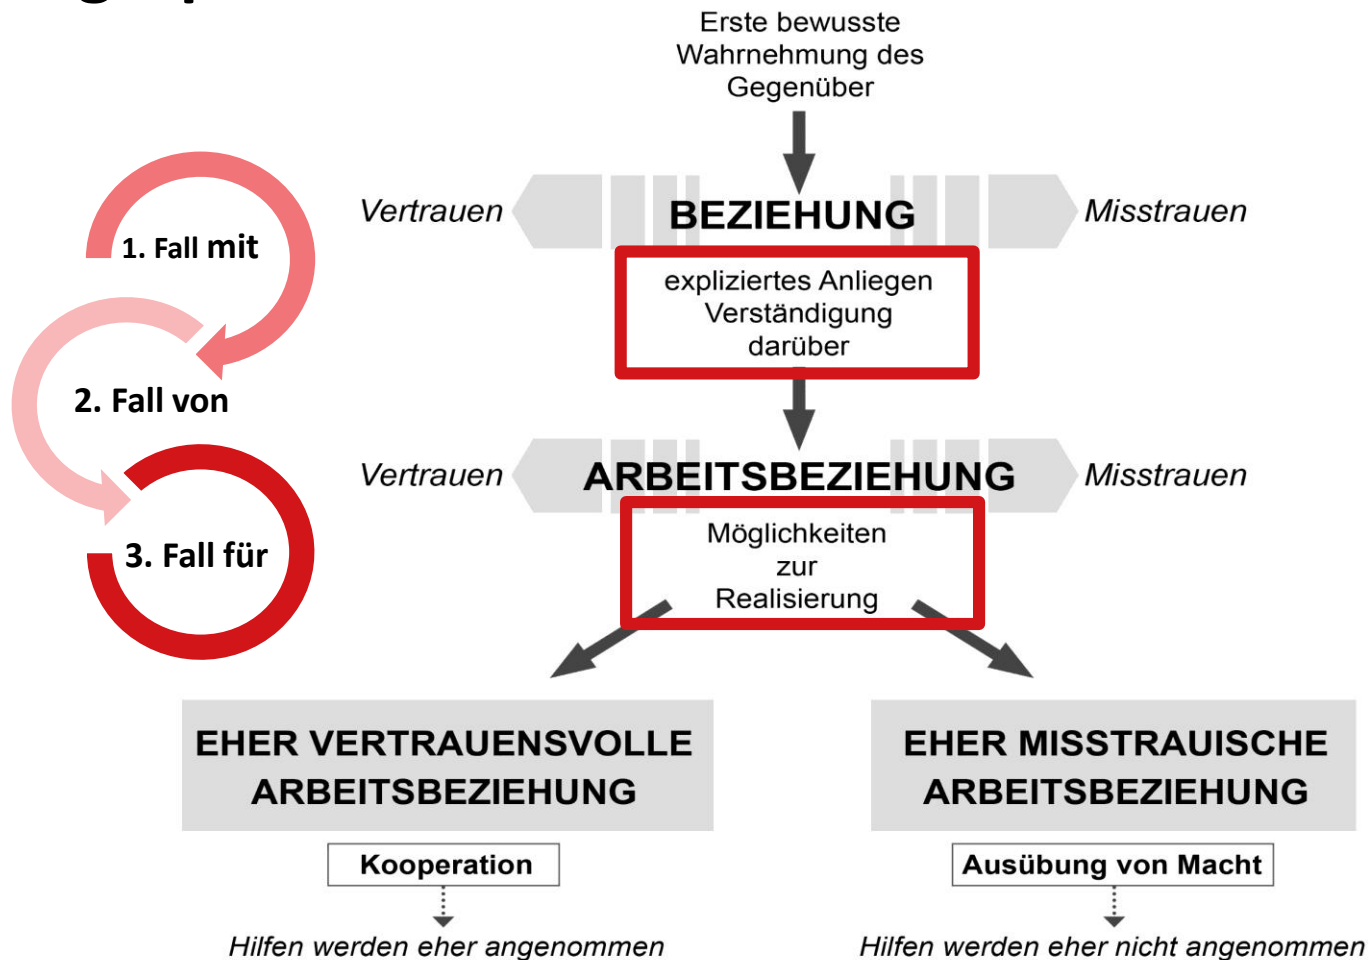 Erste bewusste
Wahrnehmung des
Gegenüber
Vertrauen
BEZIEHUNG
Misstrauen
1. Fall mit
expliziertes Anliegen
Verständigung
darüber
2. Fall von
Vertrauen
ARBEITSBEZIEHUNG
Misstrauen
3. Fall für
Möglichkeiten
zur
Realisierung
EHER VERTRAUENSVOLLE
ARBEITSBEZIEHUNG
EHER MISSTRAUISCHE
ARBEITSBEZIEHUNG
Kooperation
Ausübung von Macht
Hilfen werden eher angenommen
Hilfen werden eher nicht angenommen